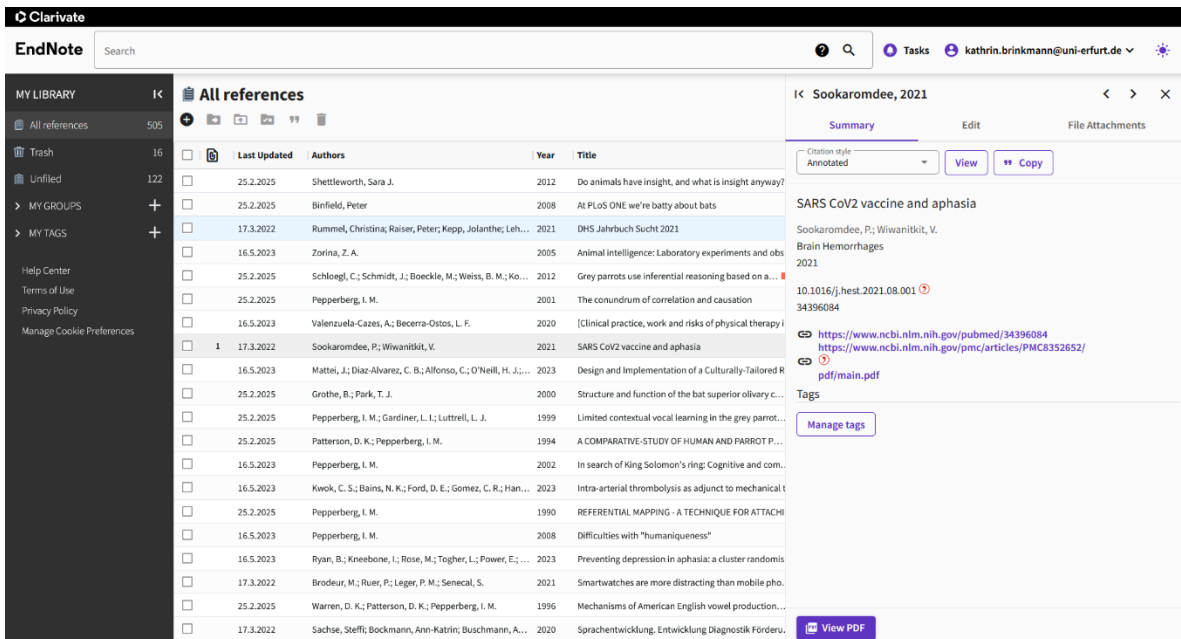 Clarivate
EndNote
Search
Tasks
kathrin.brinkmann@uni-erfurt.de
MY LIBRARY
All references 505
Trash 16
Unfiled 122
MY GROUPS
MY TAGS
Help Center
Terms of Use
Privacy Policy
Manage Cookie Preferences
All references
Last Updated Authors Year Title
25.2.2025 Shettleworth, Sara J. 2012 Do animals have insight, and what is insight anyway?
25.2.2025 Binfield, Peter 2008 At PLoS ONE we're batty about bats
17.3.2022 Rummel, Christina; Raiser, Peter; Kepp, Jolanthe; Leh... 2021 DHS Jahrbuch Sucht 2021
16.5.2023 Zorina, Z. A. 2005 Animal intelligence: Laboratory experiments and obs
25.2.2025 Schloegl, C.; Schmidt, J.; Boeckle, M.; Weiss, B. M.; Ko... 2012 Grey parrots use inferential reasoning based on a...
25.2.2025 Pepperberg, I. M. 2001 The conundrum of correlation and causation
16.5.2023 Valenzuela-Cazes, A.; Becerra-Ostos, L. F. 2020 [Clinical practice, work and risks of physical therapy i
1 17.3.2022 Sookaromdee, P.; Wiwanitkit, V. 2021 SARS CoV2 vaccine and aphasia
16.5.2023 Mattei, J.; Diaz-Alvarez, C. B.; Alfonso, C.; O'Neill, H. J.;... 2023 Design and Implementation of a Culturally-Tailored R
25.2.2025 Grothe, B.; Park, T. J. 2000 Structure and function of the bat superior olivary c...
25.2.2025 Pepperberg, I. M.; Gardiner, L. I.; Luttrell, L. J. 1999 Limited contextual vocal learning in the grey parrot...
25.2.2025 Patterson, D. K.; Pepperberg, I. M. 1994 A COMPARATIVE-STUDY OF HUMAN AND PARROT P...
16.5.2023 Pepperberg, I. M. 2002 In search of King Solomon's ring: Cognitive and com...
16.5.2023 Kwok, C. S.; Bains, N. K.; Ford, D. E.; Gomez, C. R.; Han... 2023 Intra-arterial thrombolysis as adjunct to mechanical t
25.2.2025 Pepperberg, I. M. 1990 REFERENTIAL MAPPING - A TECHNIQUE FOR ATTACHI
16.5.2023 Pepperberg, I. M. 2008 Difficulties with "humaniqueness"
16.5.2023 Ryan, B.; Kneebone, I.; Rose, M.; Togher, L.; Power, E.; ... 2023 Preventing depression in aphasia: a cluster randomis
17.3.2022 Brodeur, M.; Ruer, P.; Leger, P. M.; Senecal, S. 2021 Smartwatches are more distracting than mobile pho.
25.2.2025 Warren, D. K.; Patterson, D. K.; Pepperberg, I. M. 1996 Mechanisms of American English vowel production...
17.3.2022 Sachse, Steffi; Bockmann, Ann-Katrin; Buschmann, A... 2020 Sprachentwicklung. Entwicklung Diagnostik Förderu.
Sookaromdee, 2021
Summary Edit File Attachments
Citation style
Annotated
View
Copy
SARS CoV2 vaccine and aphasia
Sookaromdee, P.; Wiwanitkit, V.
Brain Hemorrhages
2021
10.1016/j.hest.2021.08.001
34396084
https://www.ncbi.nlm.nih.gov/pubmed/34396084
https://www.ncbi.nlm.nih.gov/pmc/articles/PMC8352652/
pdf/main.pdf
Tags
Manage tags
View PDF